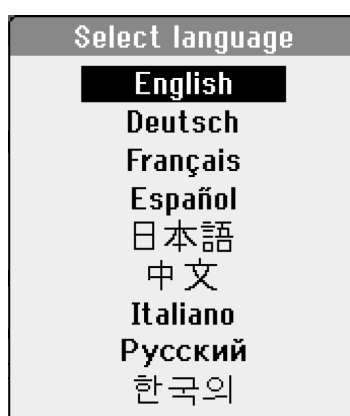 Select language
English
Deutsch
Français
Español
日本語
中文
Italiano
Русский
한국의